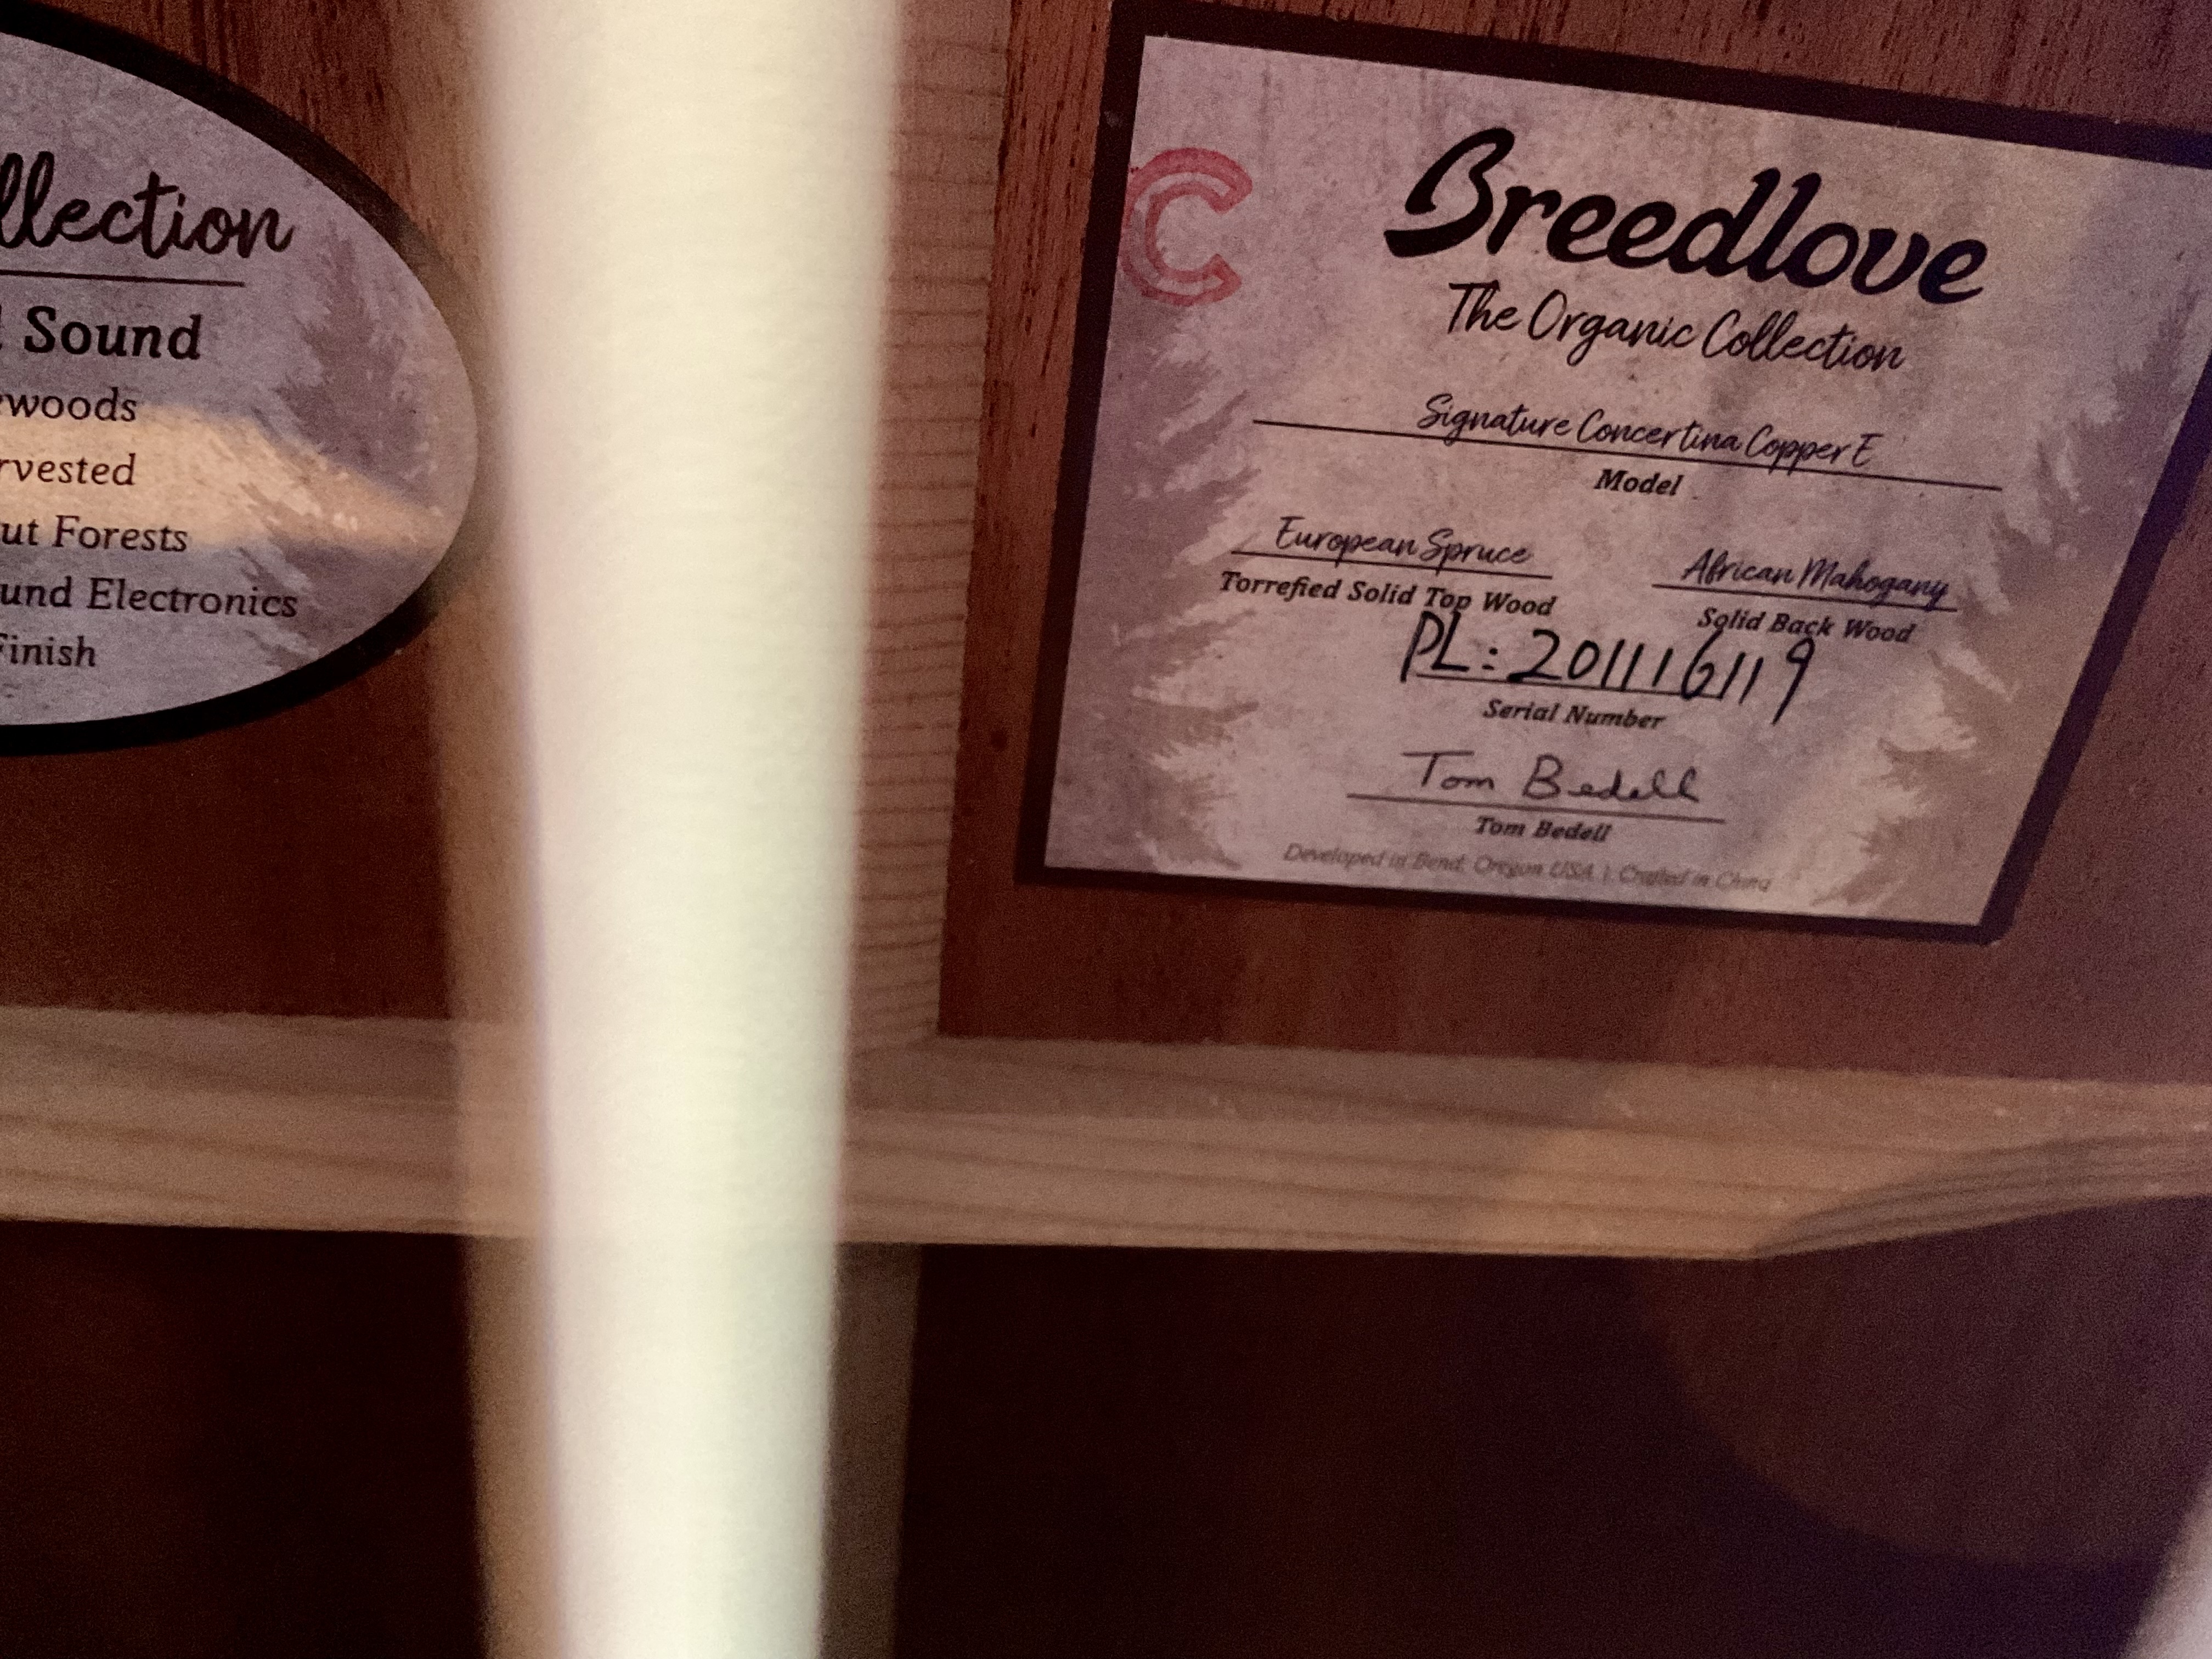 llection
Sound
woods
rvested
ut Forests
und Electronics
Finish
C
Breedlove
The Organic Collection
Signature Concertina Copper E
Model
European Spruce African Mahogany
Torrefied Solid Top Wood Solid Back Wood
PL: 201116119
Serial Number
Tom Bedell
Tom Bedell
Developed in Bend, Oregon USA | Crafted in China